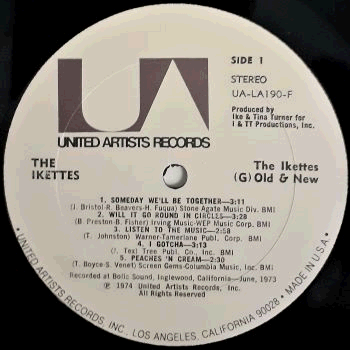 UA
SIDE 1
STEREO
UA-LA190-F
Produced by
Ike & Tina Turner for
I & TT Productions, Inc.
UNITED ARTISTS RECORDS
THE
IKETTES
The Ikettes
(G) Old & New
1. SOMEDAY WE'LL BE TOGETHER—3:11
(J. Bristol-R. Beavers-H. Fuqua) Stone Agate Music Div. BMI
2. WILL IT GO ROUND IN CIRCLES—3:28
(B. Preston-B. Fisher) Irving Music-WEP Music Corp. BMI
3. LISTEN TO THE MUSIC—2:58
(T. Johnston) Warner-Tamerlane Publ. Corp. BMI
4. I GOTCHA—3:13
Texi Tree Publ. Co., Inc. BMI
5. PEACHES 'N CREAM—2:30
(T. Boyce-S. Venet) Screen Gems-Columbia Music, Inc. BMI
Recorded at Bolic Sound, Inglewood, California—June, 1973
℗ 1974 United Artists Records, Inc.
All Rights Reserved
• UNITED ARTISTS RECORDS, INC., LOS ANGELES, CALIFORNIA 90028 • MADE IN U.S.A. •